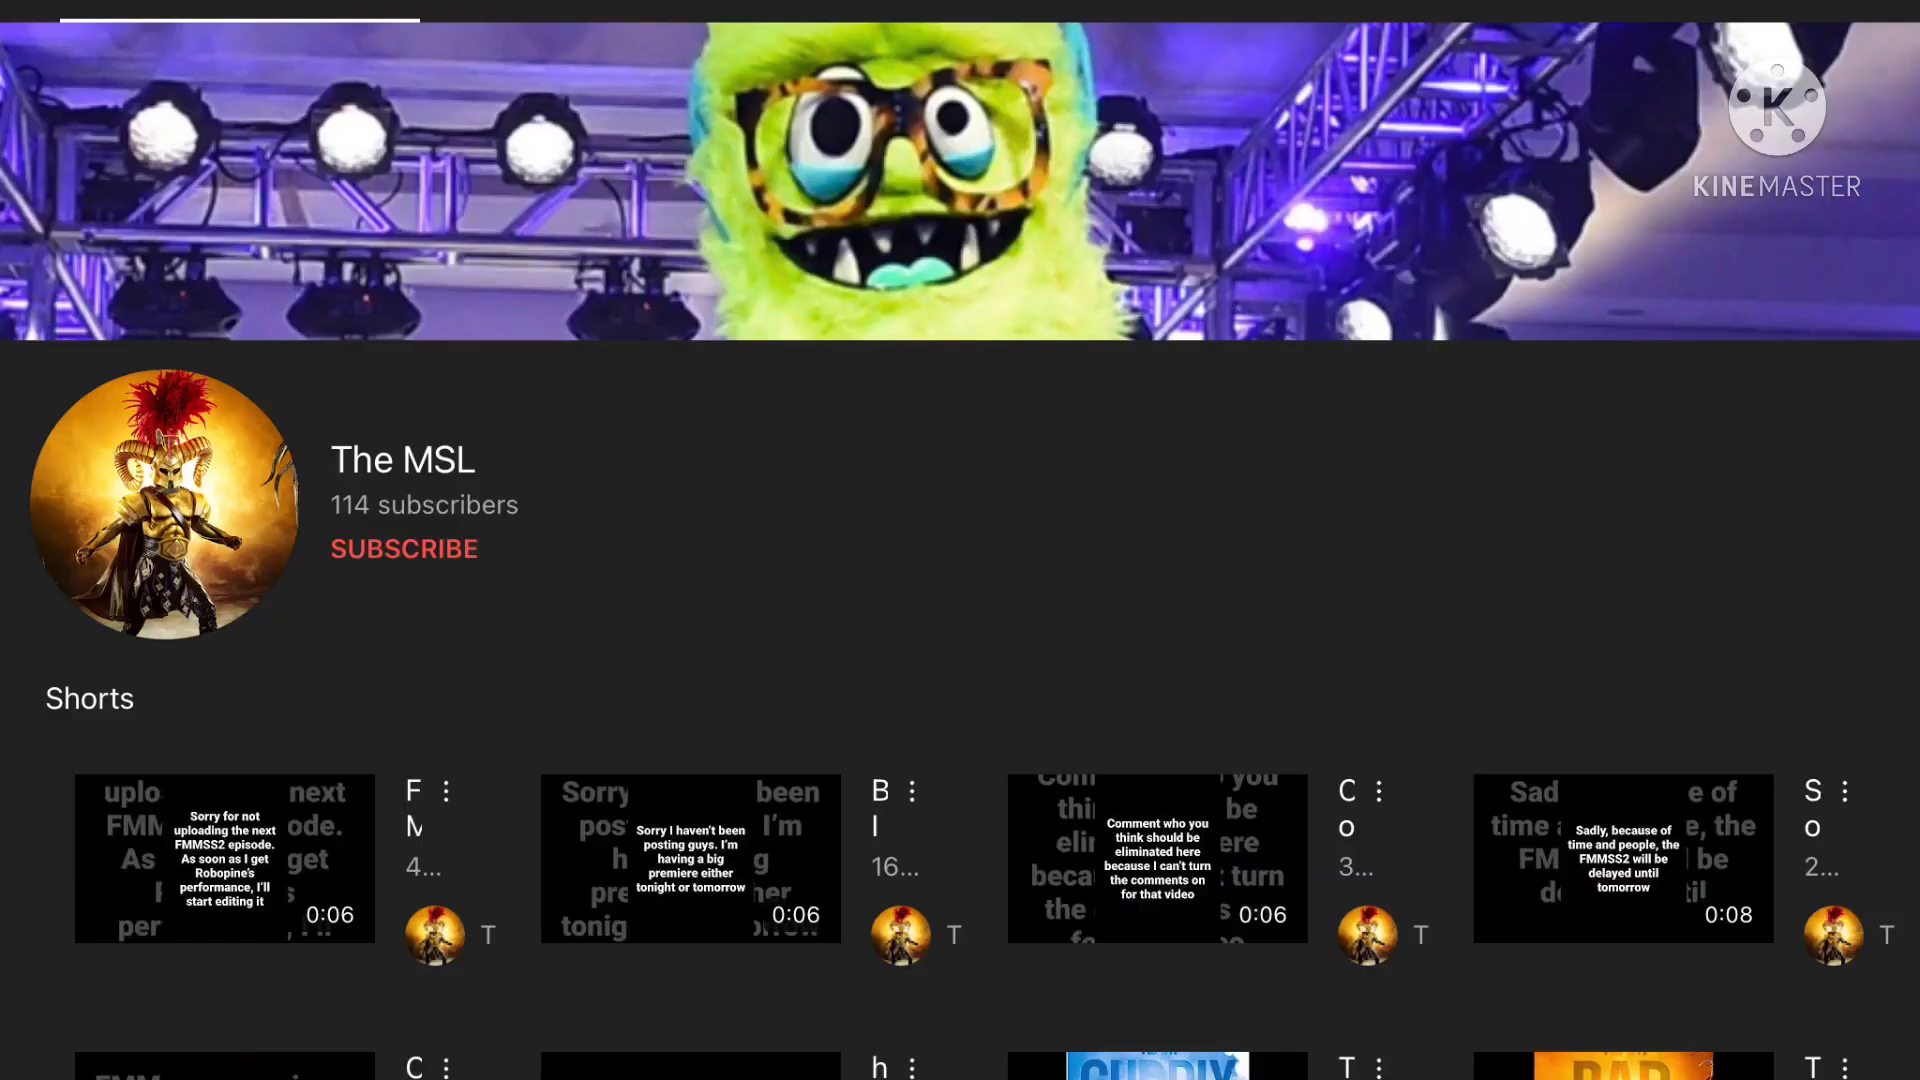 K
KINEMASTER
The MSL
114 subscribers
SUBSCRIBE
Shorts
Sorry for not
uploading the next
FMMSS2 episode.
As soon as I get
Robopine's
performance, I'll
start editing it
0:06
F
M
4...
T
Sorry I haven't been
posting guys. I'm
having a big
premiere either
tonight or tomorrow
0:06
B
I
16...
T
Comment who you
think should be
eliminated here
because I can't turn
the comments on
for that video
0:06
C
o
3...
T
Sadly, because of
time and people, the
FMMSS2 will be
delayed until
tomorrow
0:08
S
o
2...
T
C
h
T
T